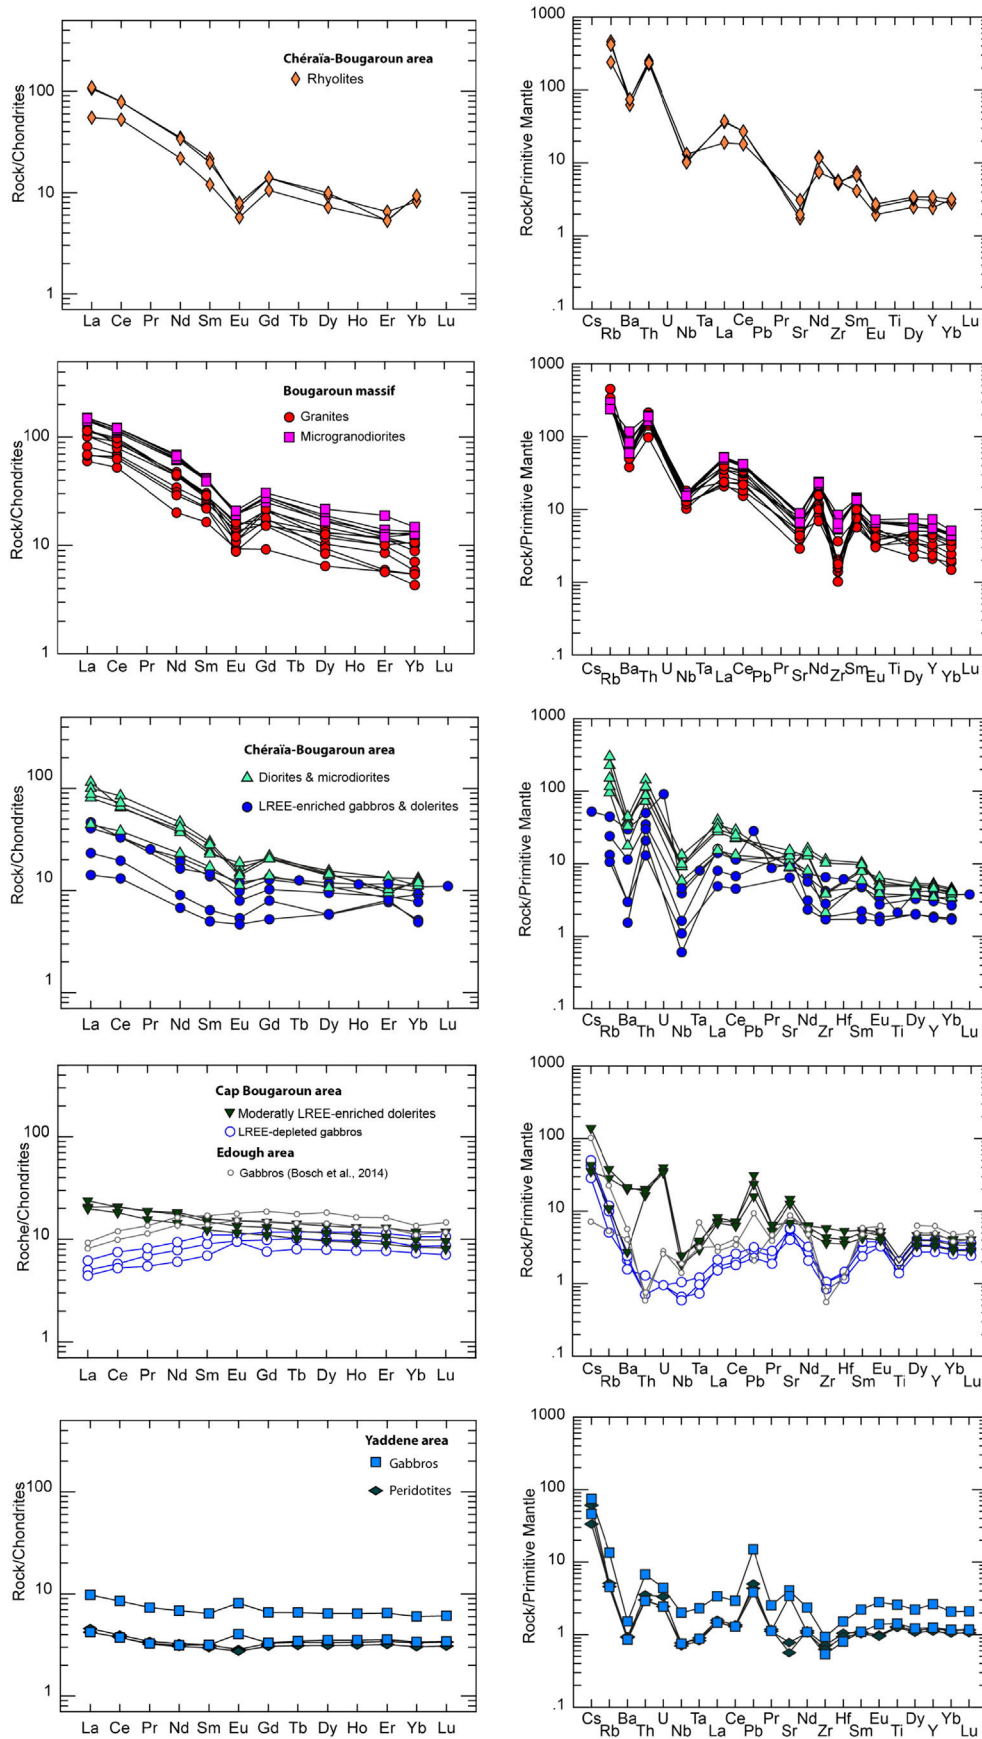 Rock/Chondrites
100
10
1
Chéraïa-Bougaroun area
Rhyolites
La Ce Pr Nd Sm Eu Gd Tb Dy Ho Er Yb Lu
Rock/Primitive Mantle
1000
100
10
1
.1
Cs Ba U Ta Ce Pr Nd Sm Ti Y Lu
Rb Th Nb La Pb Sr Zr Eu Dy Yb
Rock/Chondrites
100
10
1
Bougaroun massif
Granites
Microgranodiorites
La Ce Pr Nd Sm Eu Gd Tb Dy Ho Er Yb Lu
Rock/Primitive Mantle
1000
100
10
1
.1
Cs Ba U Ta Ce Pr Nd Sm Ti Y Lu
Rb Th Nb La Pb Sr Zr Eu Dy Yb
Rock/Chondrites
100
10
1
Chéraïa-Bougaroun area
Diorites & microdiorites
LREE-enriched gabbros & dolerites
La Ce Pr Nd Sm Eu Gd Tb Dy Ho Er Yb Lu
Rock/Primitive Mantle
1000
100
10
1
.1
Cs Ba U Ta Ce Pr Nd Hf Eu Dy Yb
Rb Th Nb La Pb Sr Zr Sm Ti Y Lu
Roche/Chondrites
100
10
1
Cap Bougaroun area
Moderatly LREE-enriched dolerites
LREE-depleted gabbros
Edough area
Gabbros (Bosch et al., 2014)
La Ce Pr Nd Sm Eu Gd Tb Dy Ho Er Yb Lu
Rock/Primitive Mantle
1000
100
10
1
.1
Cs Ba U Ta Ce Pr Nd Hf Eu Dy Yb
Rb Th Nb La Pb Sr Zr Sm Ti Y Lu
Rock/Chondrites
100
10
1
Yaddene area
Gabbros
Peridotites
La Ce Pr Nd Sm Eu Gd Tb Dy Ho Er Yb Lu
Rock/Primitive Mantle
1000
100
10
1
.1
Cs Ba U Ta Ce Pr Nd Hf Eu Dy Yb
Rb Th Nb La Pb Sr Zr Sm Ti Y Lu